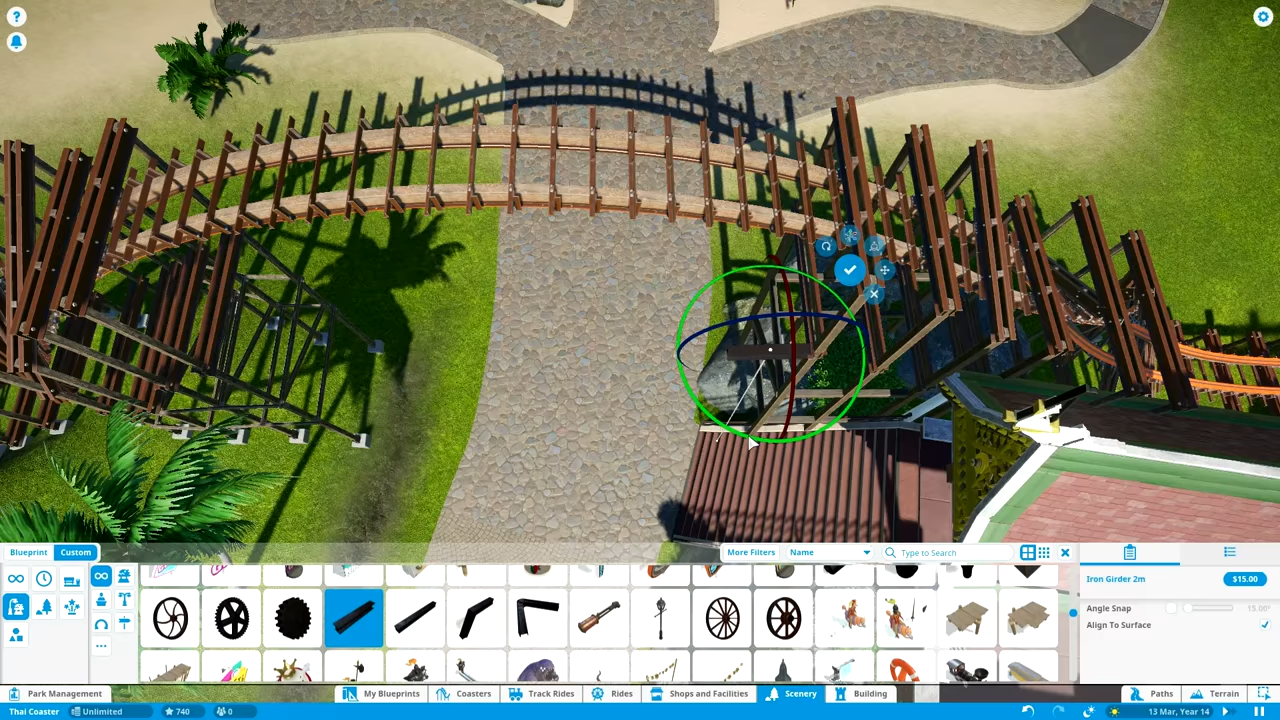 ?
Blueprint Custom More Filters Name Type to Search
Iron Girder 2m $15.00
Angle Snap 15.00°
Align To Surface
Park Management My Blueprints Coasters Track Rides Rides Shops and Facilities Scenery Building Paths Terrain
Thai Coaster Unlimited 740 0 13 Mar, Year 14